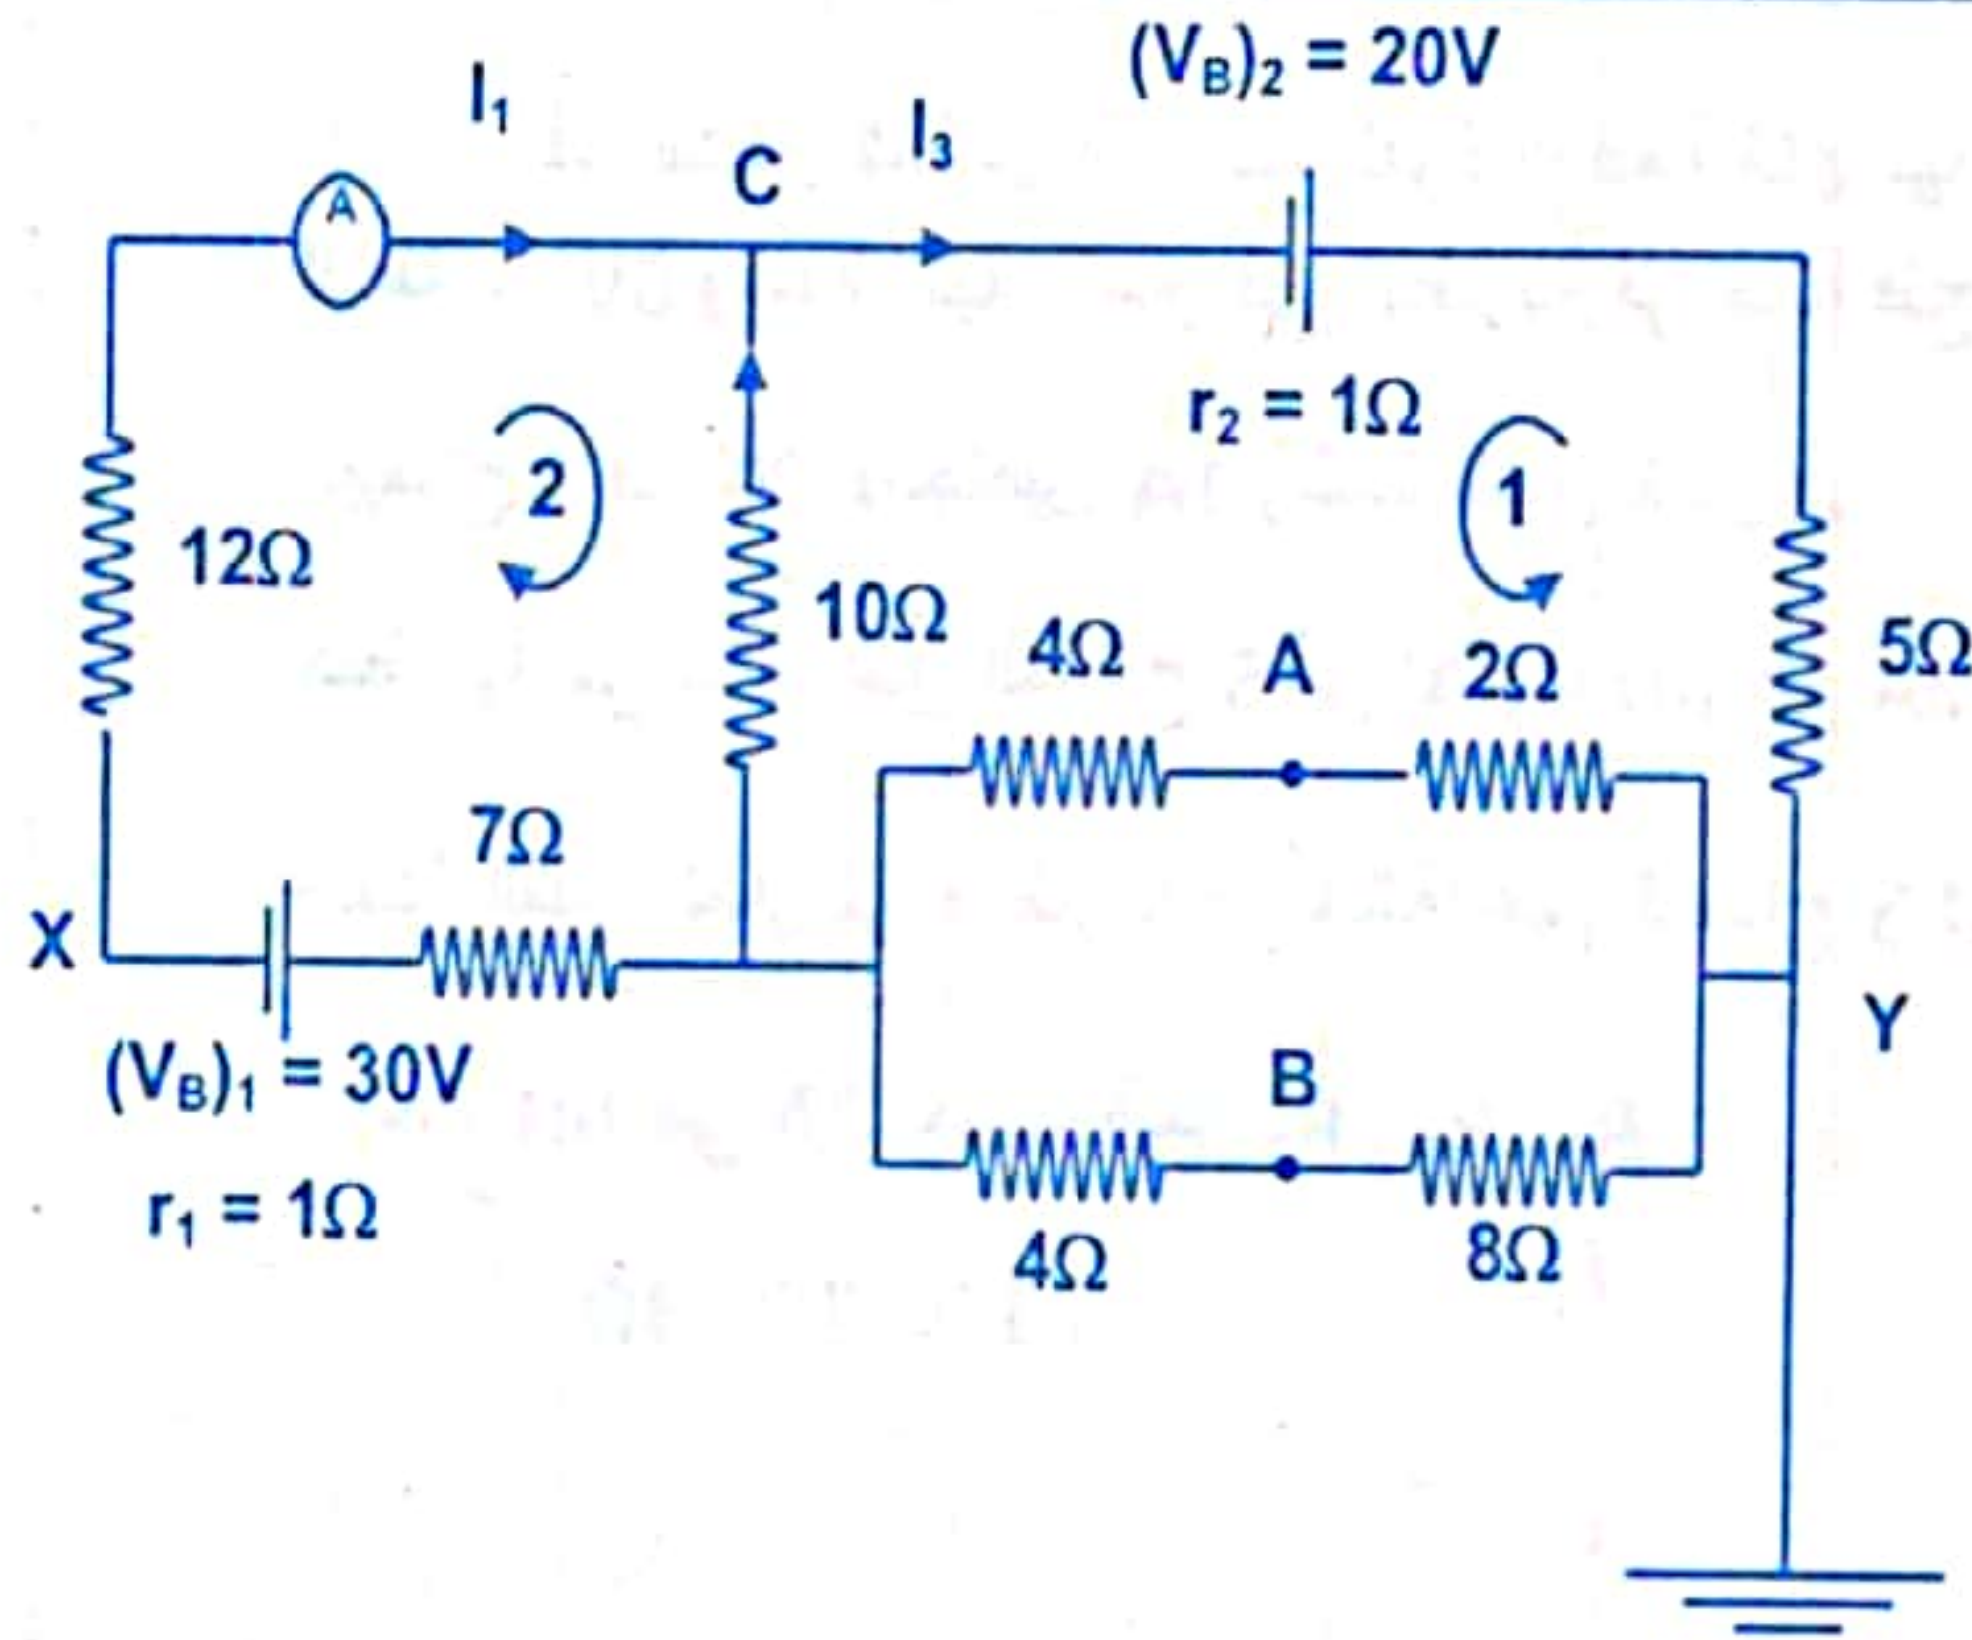 (V_B)₂ = 20V
I₁
I₃
C
A
r₂ = 1Ω
2
1
12Ω
10Ω
4Ω
A
2Ω
5Ω
7Ω
X
Y
(V_B)₁ = 30V
B
r₁ = 1Ω
4Ω
8Ω